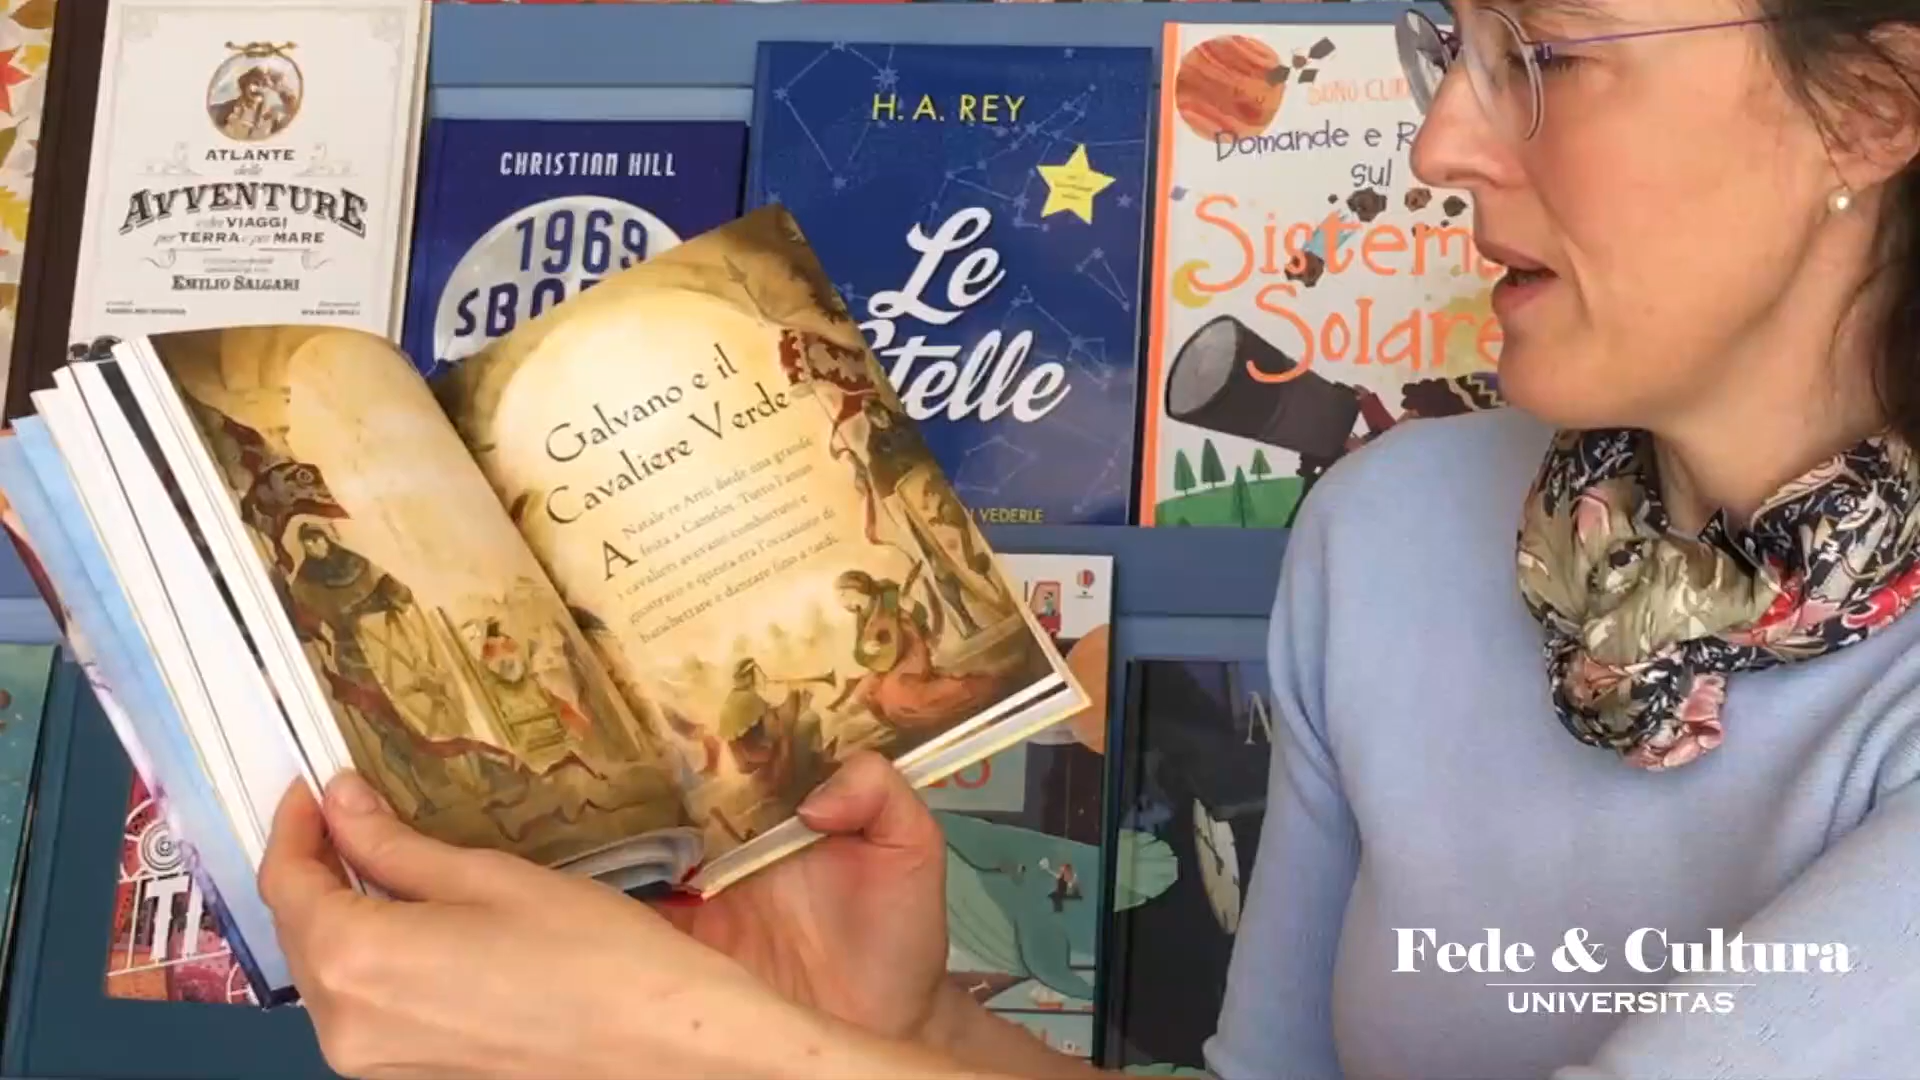 ATLANTE
delle
AVVENTURE
e dei VIAGGI
per TERRA e per MARE
EMILIO SALGARI
CHRISTIAN HILL
1969
H. A. REY
Le
Stelle
VEDERLE
Domande e
sul
Sistema
Solare
Galvano e il
Cavaliere Verde
A Natale re Artù diede una grande
festa a Camelot. Tutto l'anno
i cavalieri avevano combattuto e
giostrato e questa era l'occasione di
banchettare e danzare fino a tardi.
Fede & Cultura
UNIVERSITAS